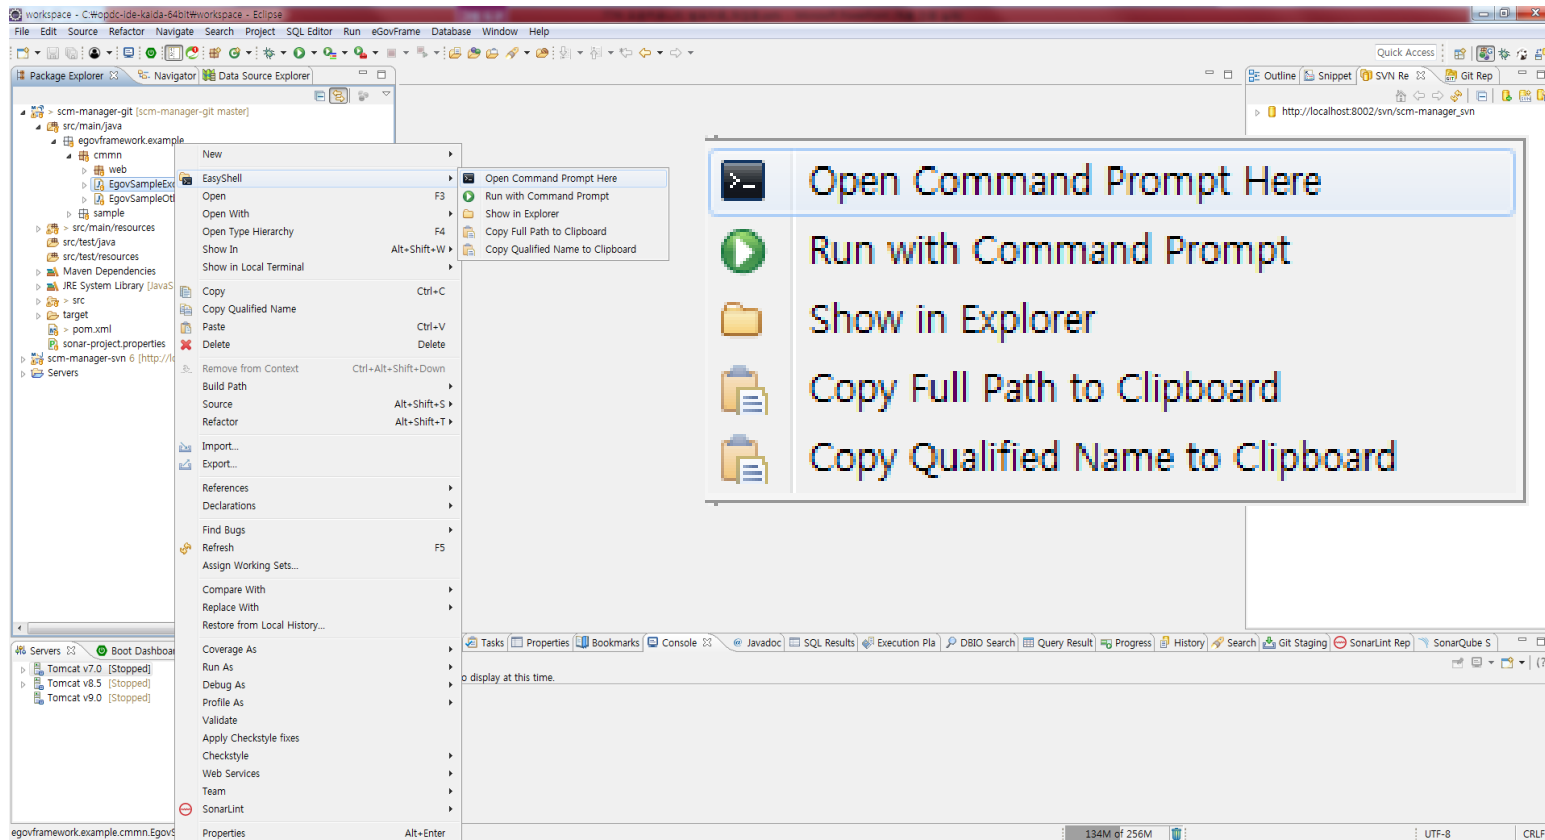 workspace - C:₩opdc-ide-kalda-64bit₩workspace - Eclipse
File Edit Source Refactor Navigate Search Project SQL Editor Run eGovFrame Database Window Help
Quick Access
Package Explorer Navigator Data Source Explorer
Outline Snippet SVN Re Git Rep
> scm-manager-git [scm-manager-git master]
src/main/java
egovframework.example
cmmn
web
EgovSampleExc
EgovSampleOtl
sample
> src/main/resources
src/test/java
src/test/resources
Maven Dependencies
JRE System Library [JavaS
> src
target
> pom.xml
sonar-project.properties
scm-manager-svn 6 [http://lo
Servers
http://localhost:8002/svn/scm-manager_svn
New
EasyShell
Open F3
Open With
Open Type Hierarchy F4
Show In Alt+Shift+W
Show in Local Terminal
Copy Ctrl+C
Copy Qualified Name
Paste Ctrl+V
Delete Delete
Remove from Context Ctrl+Alt+Shift+Down
Build Path
Source Alt+Shift+S
Refactor Alt+Shift+T
Import...
Export...
References
Declarations
Find Bugs
Refresh F5
Assign Working Sets...
Compare With
Replace With
Restore from Local History...
Coverage As
Run As
Debug As
Profile As
Validate
Apply Checkstyle fixes
Checkstyle
Web Services
Team
SonarLint
Properties Alt+Enter
Open Command Prompt Here
Run with Command Prompt
Show in Explorer
Copy Full Path to Clipboard
Copy Qualified Name to Clipboard
Open Command Prompt Here
Run with Command Prompt
Show in Explorer
Copy Full Path to Clipboard
Copy Qualified Name to Clipboard
Servers Boot Dashboar
Tomcat v7.0 [Stopped]
Tomcat v8.5 [Stopped]
Tomcat v9.0 [Stopped]
Tasks Properties Bookmarks Console Javadoc SQL Results Execution Pla DBIO Search Query Result Progress History Search Git Staging SonarLint Rep SonarQube S
o display at this time.
egovframework.example.cmmn.EgovS
134M of 256M
UTF-8
CRLF